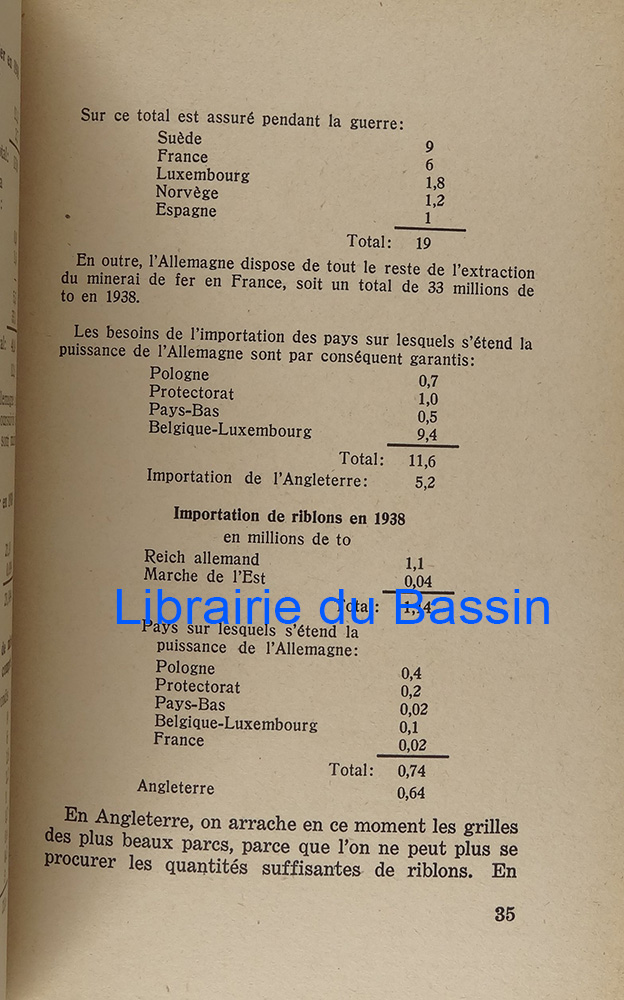 Sur ce total est assuré pendant la guerre:
Suède 9
France 6
Luxembourg 1,8
Norvège 1,2
Espagne 1
Total: 19
En outre, l'Allemagne dispose de tout le reste de l'extraction
du minerai de fer en France, soit un total de 33 millions de
to en 1938.
Les besoins de l'importation des pays sur lesquels s'étend la
puissance de l'Allemagne sont par conséquent garantis:
Pologne 0,7
Protectorat 1,0
Pays-Bas 0,5
Belgique-Luxembourg 9,4
Total: 11,6
Importation de l'Angleterre: 5,2
Importation de riblons en 1938
en millions de to
Reich allemand 1,1
Marche de l'Est 0,04
Total: 1,14
Librairie du Bassin
Pays sur lesquels s'étend la
puissance de l'Allemagne:
Pologne 0,4
Protectorat 0,2
Pays-Bas 0,02
Belgique-Luxembourg 0,1
France 0,02
Total: 0,74
Angleterre 0,64
En Angleterre, on arrache en ce moment les grilles
des plus beaux parcs, parce que l'on ne peut plus se
procurer les quantités suffisantes de riblons. En
35